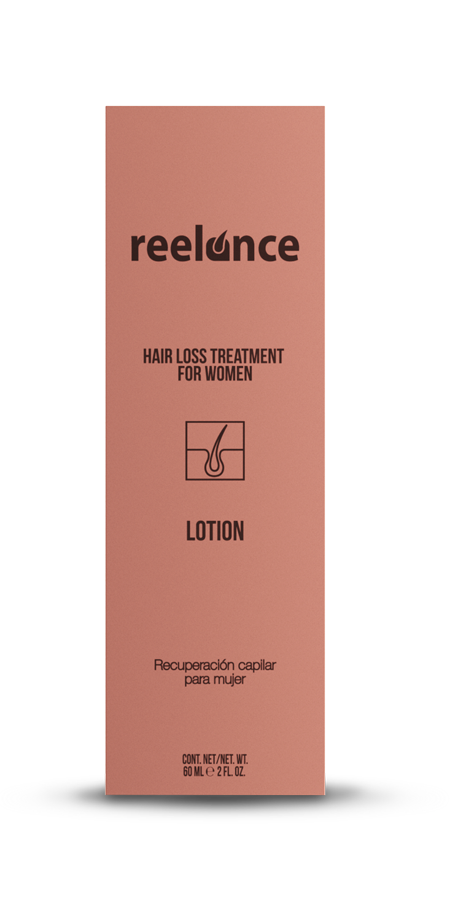 reelance
HAIR LOSS TREATMENT
FOR WOMEN
LOTION
Recuperación capilar
para mujer
CONT. NET/NET. WT.
60 ML ℮ 2 FL. OZ.